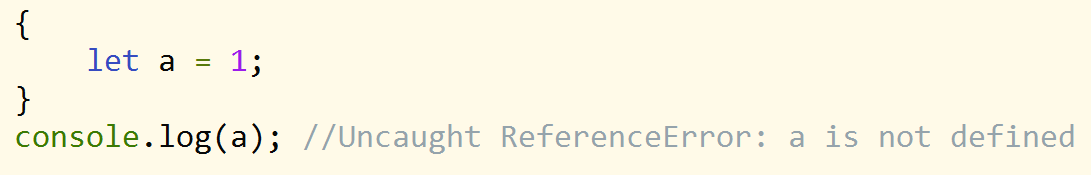 {
    let a = 1;
}
console.log(a); //Uncaught ReferenceError: a is not defined